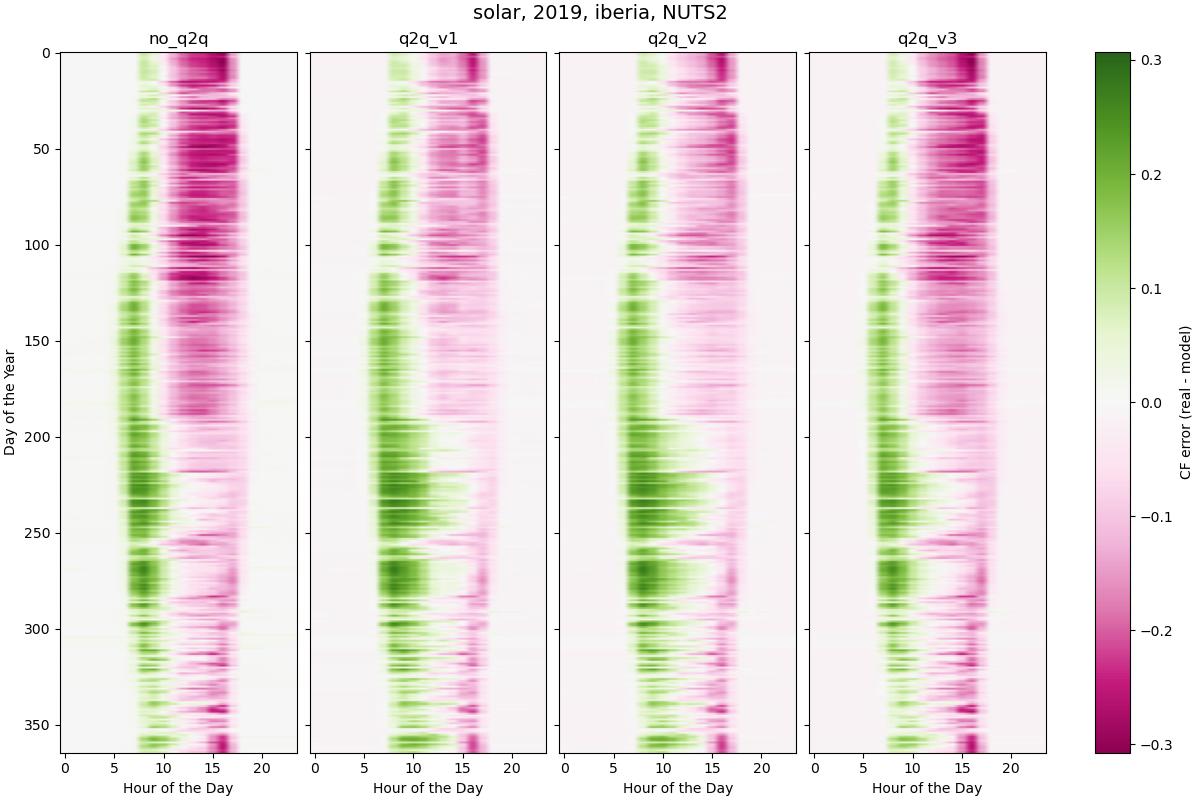 solar, 2019, iberia, NUTS2
no_q2q
q2q_v1
q2q_v2
q2q_v3
Day of the Year
0
50
100
150
200
250
300
350
0 5 10 15 20
0 5 10 15 20
0 5 10 15 20
0 5 10 15 20
Hour of the Day
Hour of the Day
Hour of the Day
Hour of the Day
0.3
0.2
0.1
0.0
−0.1
−0.2
−0.3
CF error (real - model)